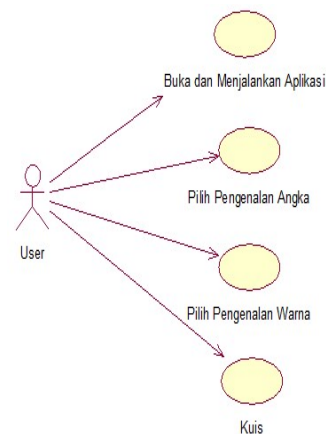 Buka dan Menjalankan Aplikasi
Pilih Pengenalan Angka
User
Pilih Pengenalan Warna
Kuis